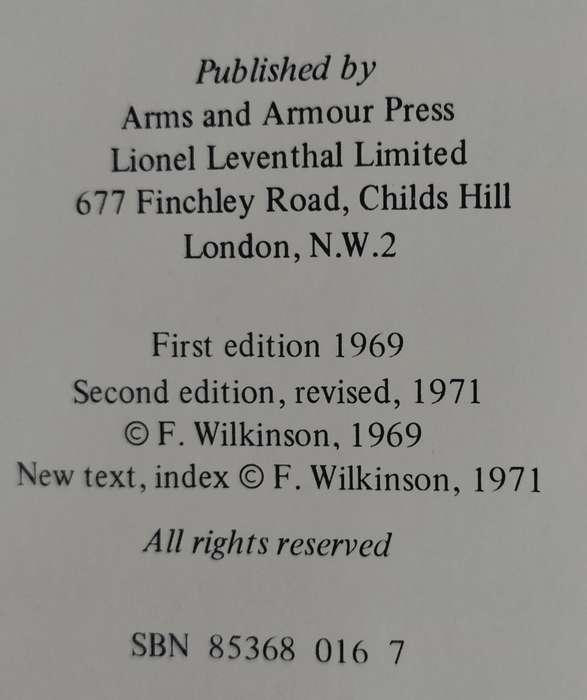 Published by
Arms and Armour Press
Lionel Leventhal Limited
677 Finchley Road, Childs Hill
London, N.W.2
First edition 1969
Second edition, revised, 1971
© F. Wilkinson, 1969
New text, index © F. Wilkinson, 1971
All rights reserved
SBN 85368 016 7